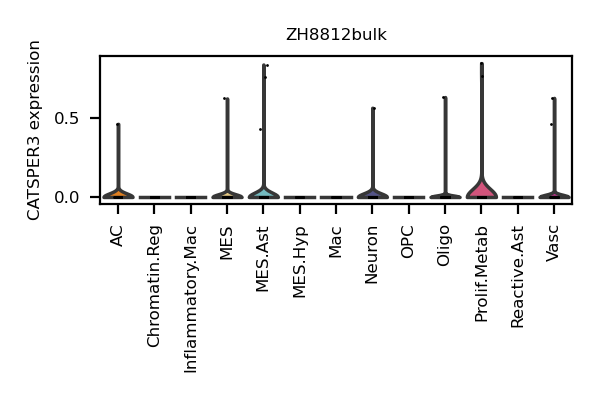 ZH8812bulk
CATSPER3 expression
0.5
0.0
AC
Chromatin.Reg
Inflammatory.Mac
MES
MES.Ast
MES.Hyp
Mac
Neuron
OPC
Oligo
Prolif.Metab
Reactive.Ast
Vasc